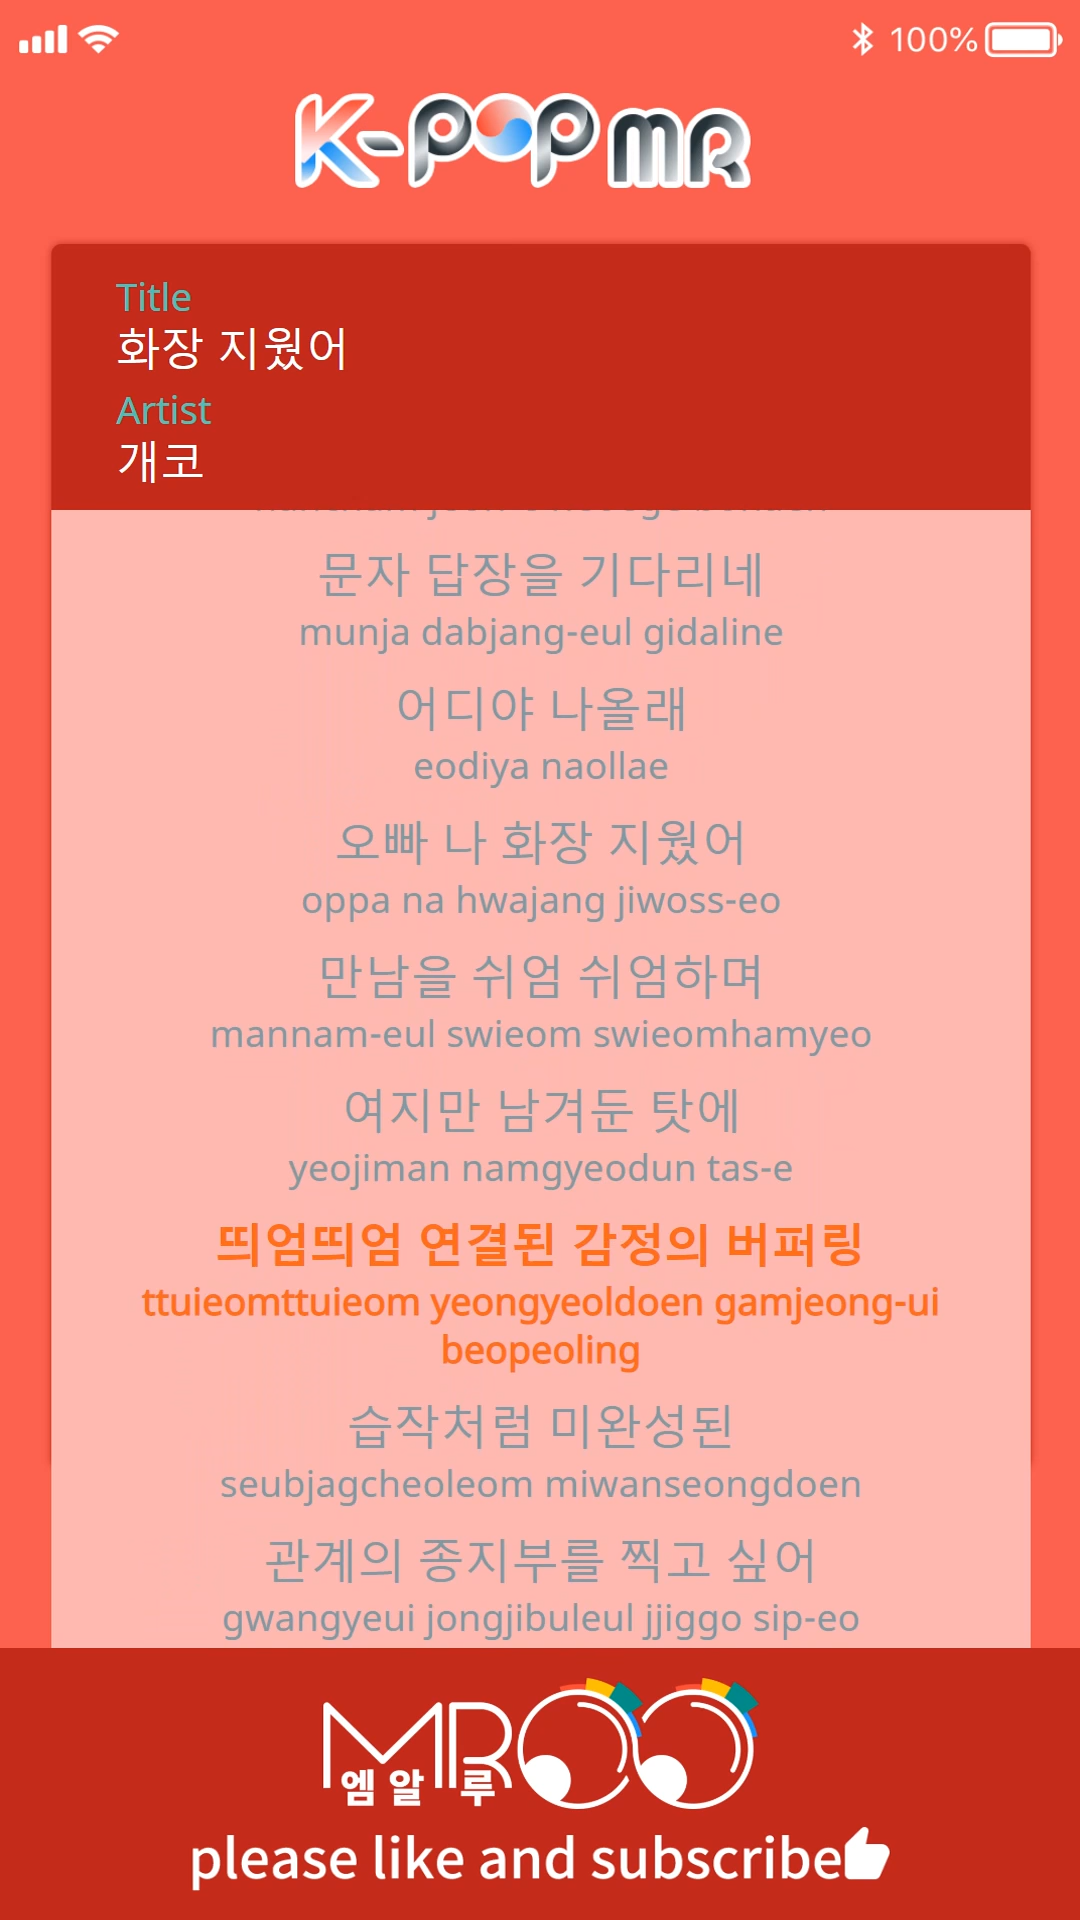 100%
K-POP MR
Title
화장 지웠어
Artist
개코
문자 답장을 기다리네
munja dabjang-eul gidaline
어디야 나올래
eodiya naollae
오빠 나 화장 지웠어
oppa na hwajang jiwoss-eo
만남을 쉬엄 쉬엄하며
mannam-eul swieom swieomhamyeo
여지만 남겨둔 탓에
yeojiman namgyeodun tas-e
띄엄띄엄 연결된 감정의 버퍼링
ttuieomttuieom yeongyeoldoen gamjeong-ui
beopeoling
습작처럼 미완성된
seubjagcheoleom miwanseongdoen
관계의 종지부를 찍고 싶어
gwangyeui jongjibuleul jjiggo sip-eo
MROO
엠알루
please like and subscribe